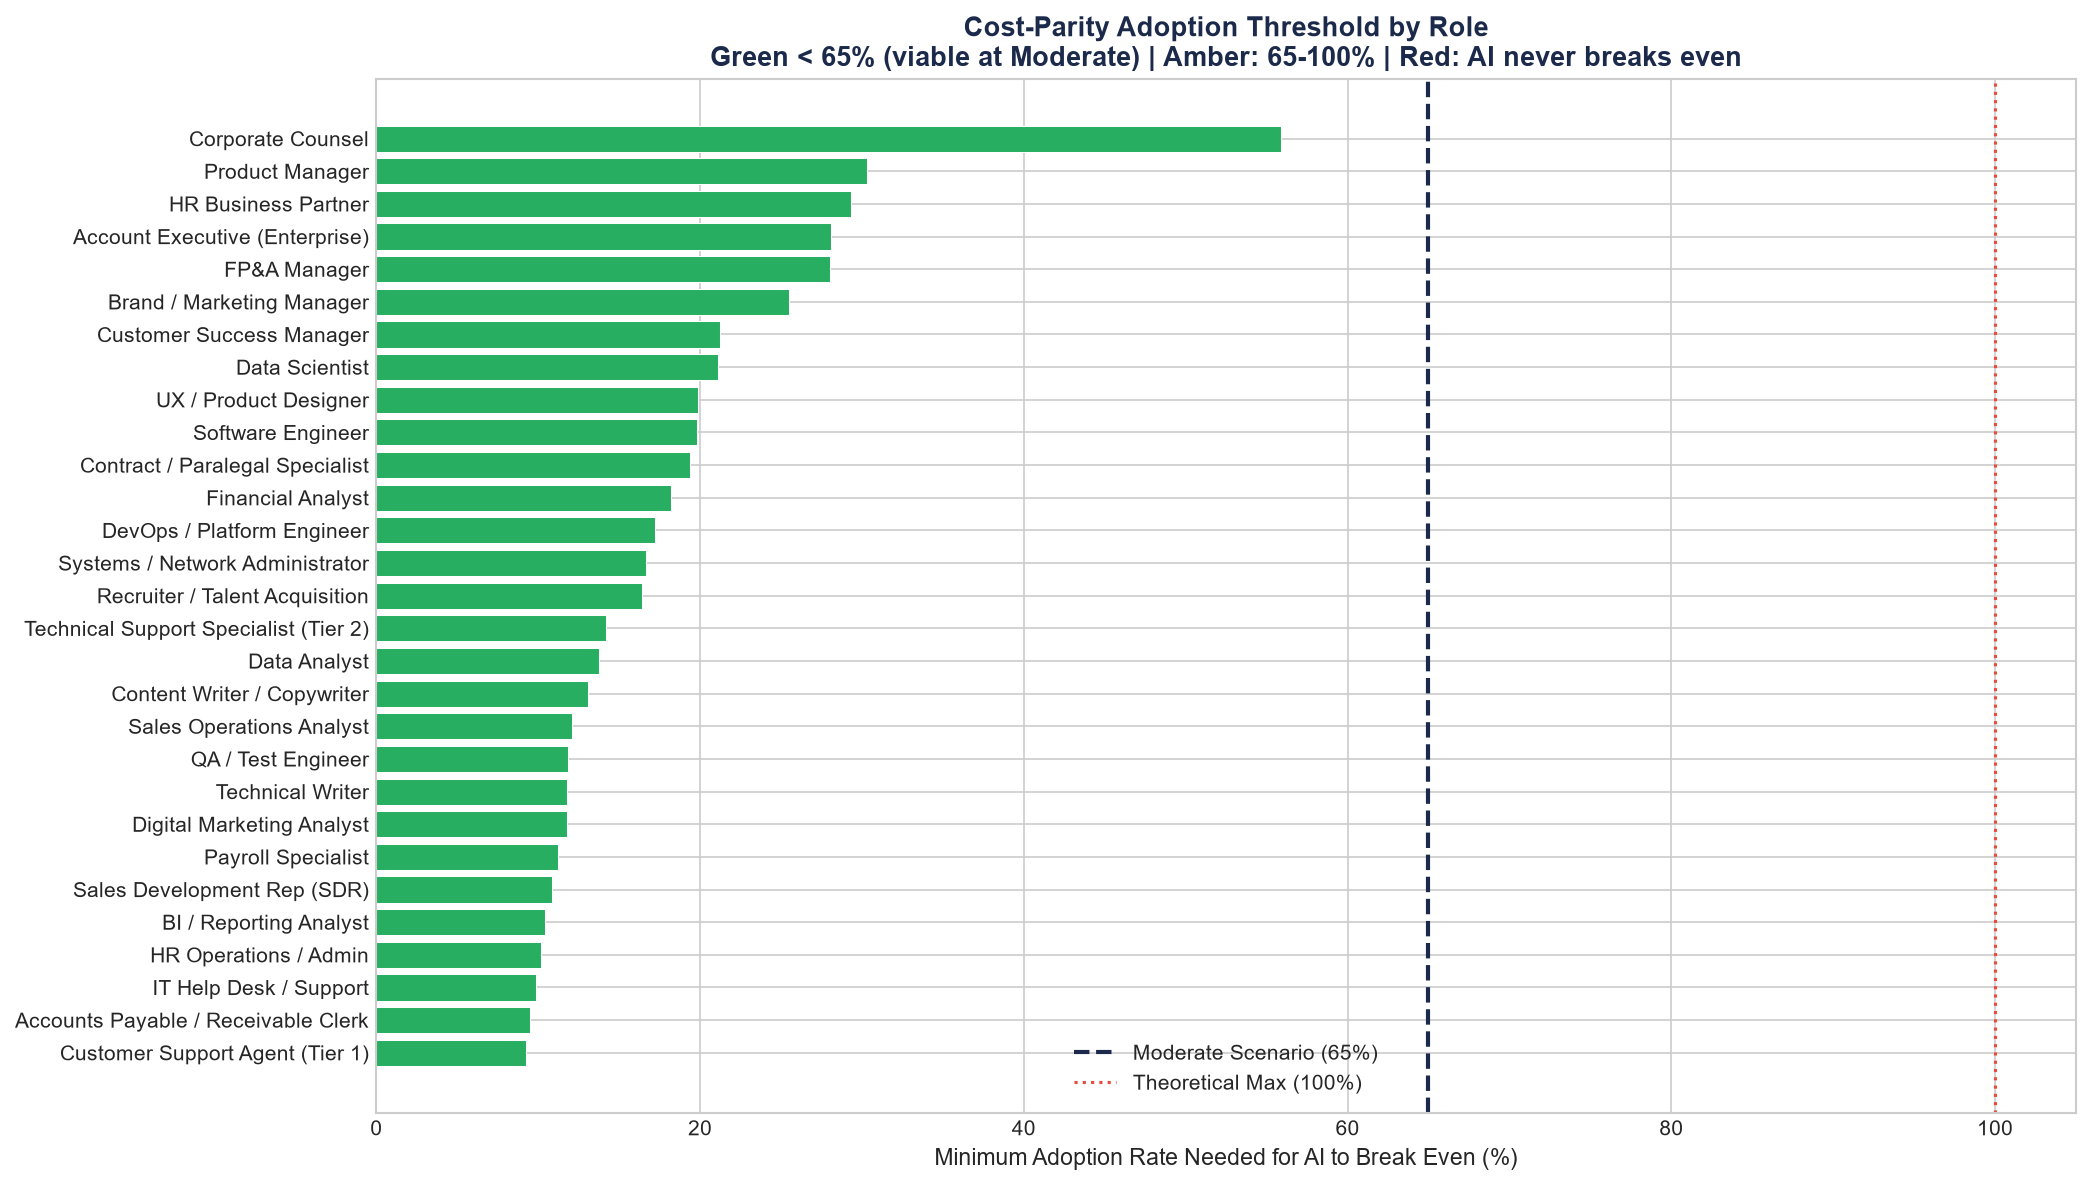 Cost-Parity Adoption Threshold by Role
Green < 65% (viable at Moderate) | Amber: 65-100% | Red: AI never breaks even
Corporate Counsel
Product Manager
HR Business Partner
Account Executive (Enterprise)
FP&A Manager
Brand / Marketing Manager
Customer Success Manager
Data Scientist
UX / Product Designer
Software Engineer
Contract / Paralegal Specialist
Financial Analyst
DevOps / Platform Engineer
Systems / Network Administrator
Recruiter / Talent Acquisition
Technical Support Specialist (Tier 2)
Data Analyst
Content Writer / Copywriter
Sales Operations Analyst
QA / Test Engineer
Technical Writer
Digital Marketing Analyst
Payroll Specialist
Sales Development Rep (SDR)
BI / Reporting Analyst
HR Operations / Admin
IT Help Desk / Support
Accounts Payable / Receivable Clerk
Customer Support Agent (Tier 1)
Moderate Scenario (65%)
Theoretical Max (100%)
0 20 40 60 80 100
Minimum Adoption Rate Needed for AI to Break Even (%)